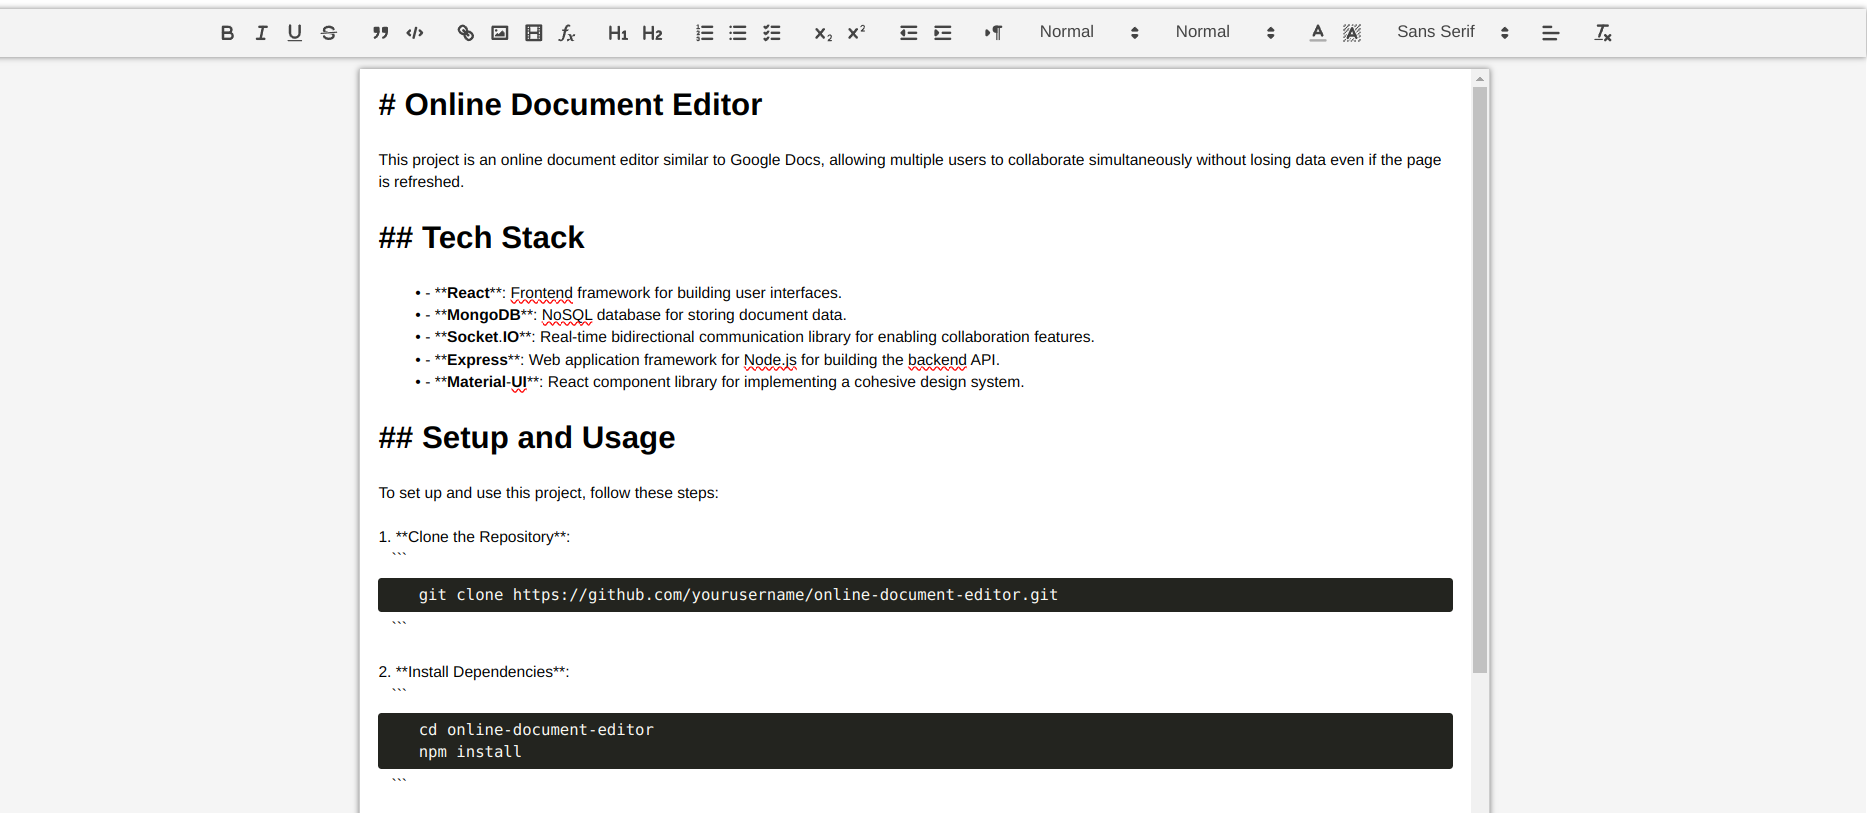 Normal Normal Sans Serif
# Online Document Editor
This project is an online document editor similar to Google Docs, allowing multiple users to collaborate simultaneously without losing data even if the page
is refreshed.
## Tech Stack
• - **React**: Frontend framework for building user interfaces.
• - **MongoDB**: NoSQL database for storing document data.
• - **Socket.IO**: Real-time bidirectional communication library for enabling collaboration features.
• - **Express**: Web application framework for Node.js for building the backend API.
• - **Material-UI**: React component library for implementing a cohesive design system.
## Setup and Usage
To set up and use this project, follow these steps:
1. **Clone the Repository**:
```
git clone https://github.com/yourusername/online-document-editor.git
```
2. **Install Dependencies**:
```
cd online-document-editor
npm install
```